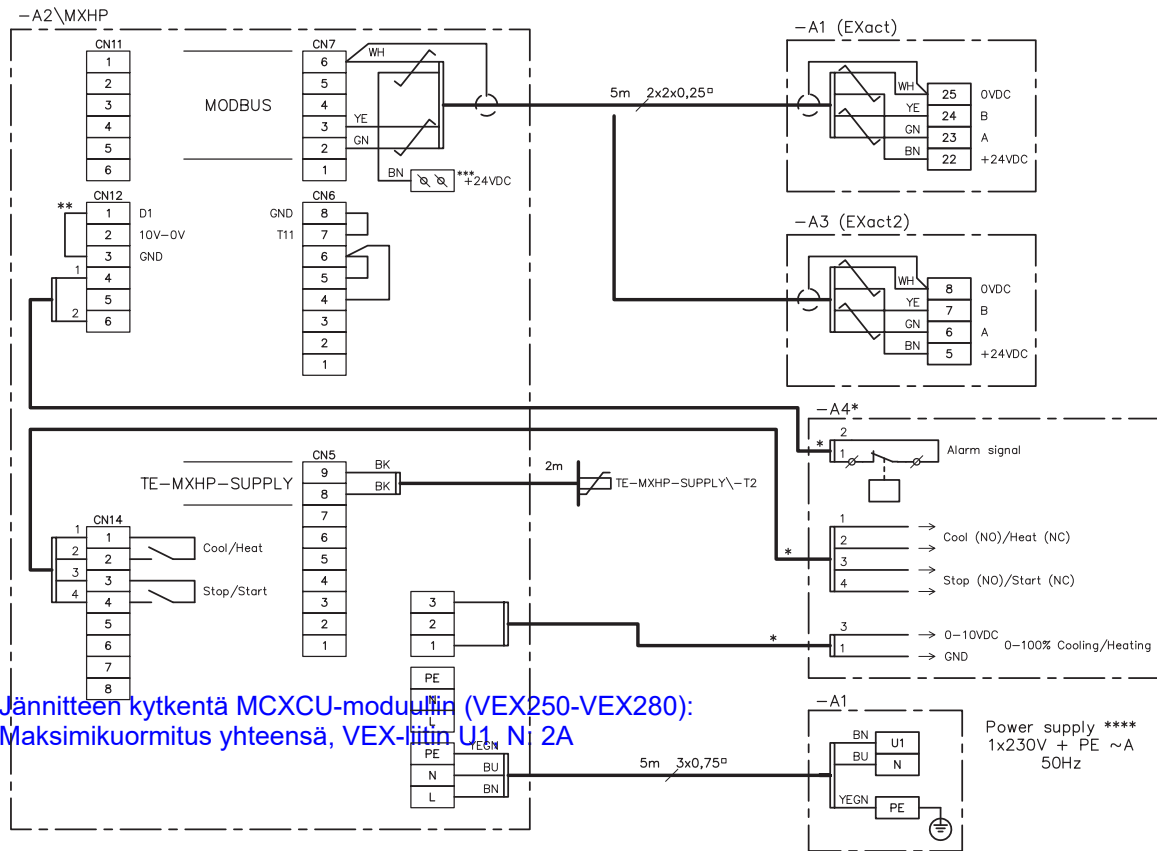 -A2\MXHP
CN11
1
2
3
4
5
6
MODBUS
CN7
6
5
4
3
2
1
WH
YE
GN
BN
***
+24VDC
5m 2x2x0,25▫
-A1 (EXact)
WH
YE
GN
BN
25 0VDC
24 B
23 A
22 +24VDC
CN12
**
1 D1
2 10V-0V
3 GND
1 4
5
2 6
CN6
GND 8
T11 7
6
5
4
3
2
1
-A3 (EXact2)
WH
YE
GN
BN
8 0VDC
7 B
6 A
5 +24VDC
-A4*
*
2
1
Alarm signal
TE-MXHP-SUPPLY
CN5
9 BK
8 BK
7
6
5
4
3
2
1
2m
TE-MXHP-SUPPLY\-T2
CN14
1 1
2 2
3 3
4 4
5
6
7
8
Cool/Heat
Stop/Start
*
1
2
3
4
Cool (NO)/Heat (NC)
Stop (NO)/Start (NC)
3
2
1
*
3 0-10VDC
1 GND
0-100% Cooling/Heating
PE
N
L
Jännitteen kytkentä MCXCU-moduuliin (VEX250-VEX280):
Maksimikuormitus yhteensä, VEX-liitin U1, N: 2A
PE YEGN
N BU
L BN
5m 3x0,75▫
-A1
BN U1
BU N
YEGN PE
Power supply ****
1x230V + PE ~A
50Hz